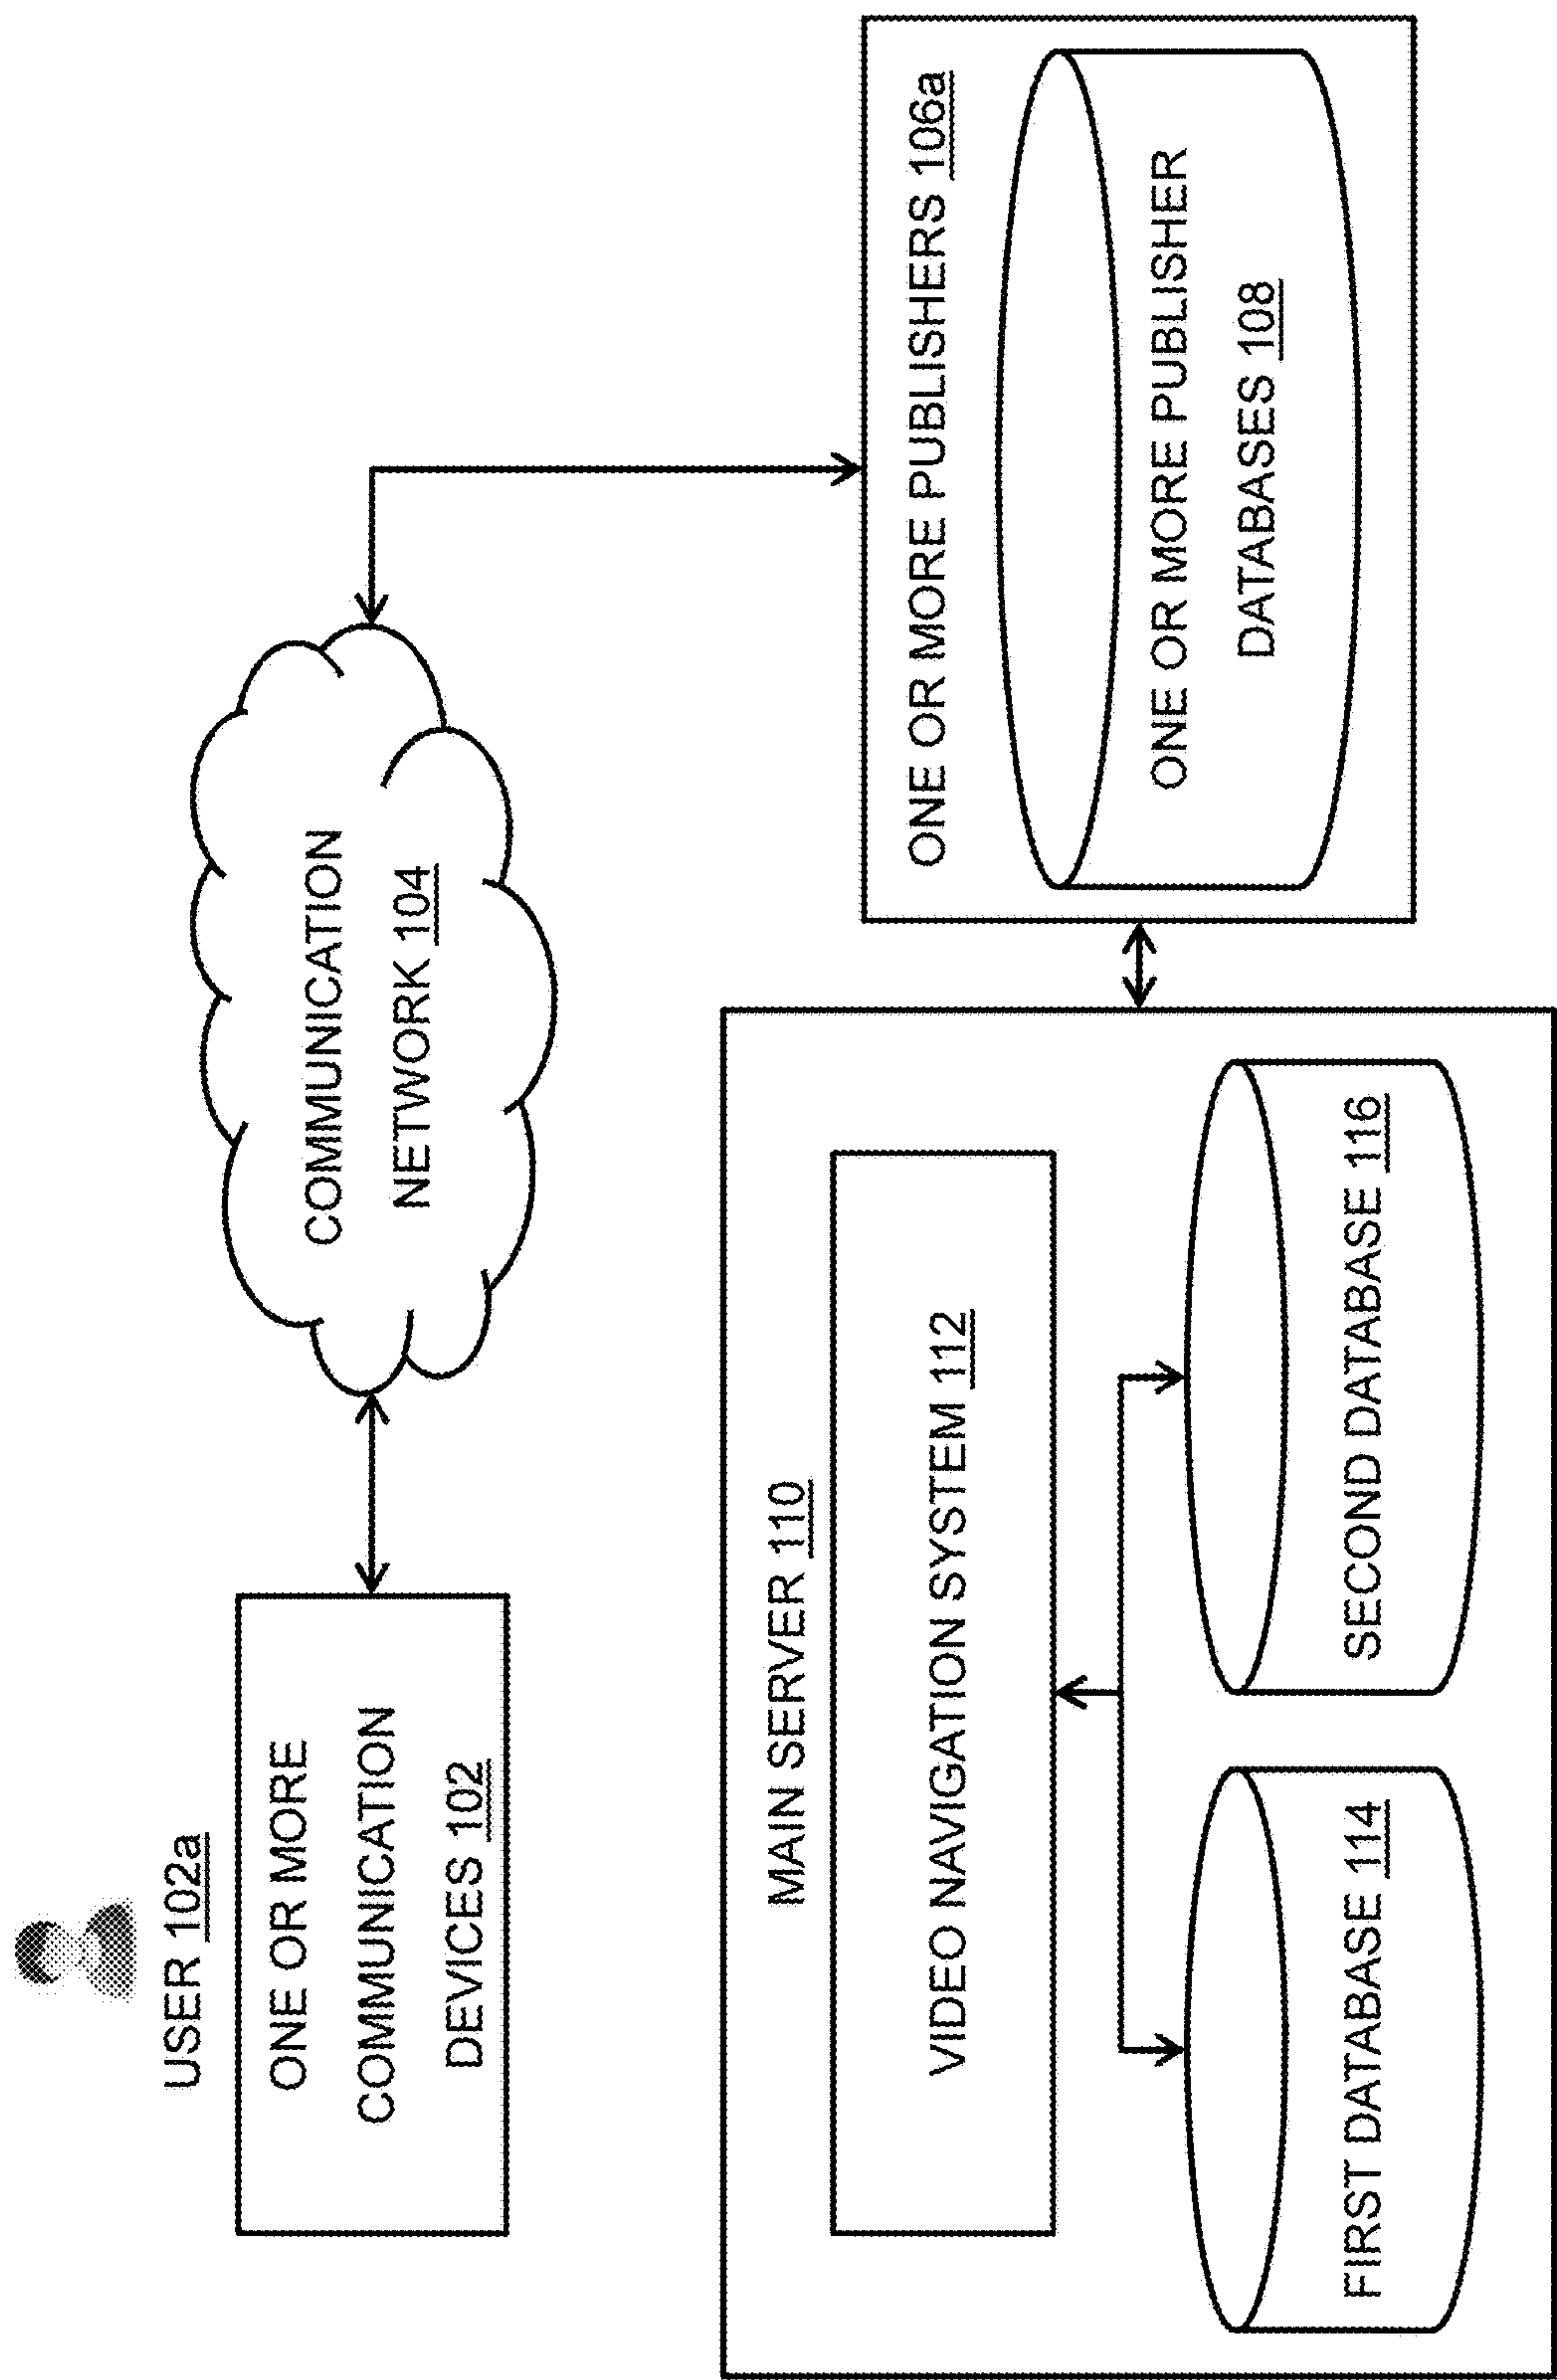 USER 102a
ONE OR MORE
COMMUNICATION
DEVICES 102
COMMUNICATION
NETWORK 104
ONE OR MORE PUBLISHERS 106a
ONE OR MORE PUBLISHER
DATABASES 108
MAIN SERVER 110
VIDEO NAVIGATION SYSTEM 112
FIRST DATABASE 114
SECOND DATABASE 116